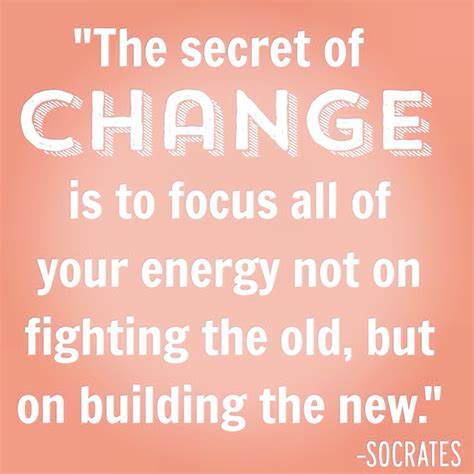 "The secret of
CHANGE
is to focus all of
your energy not on
fighting the old, but
on building the new."
-SOCRATES